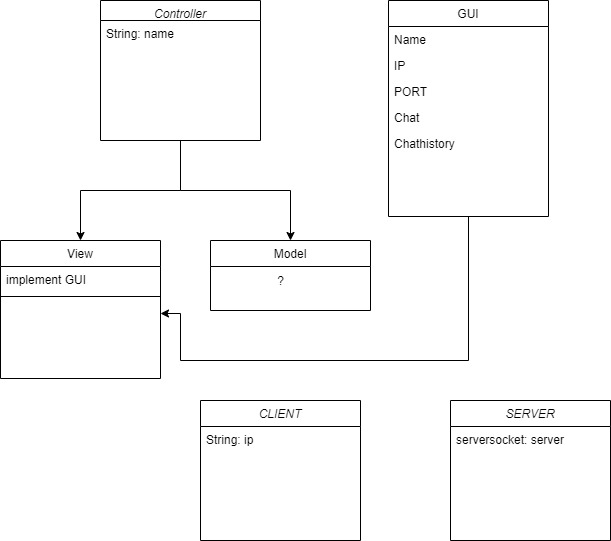 Controller
String: name
GUI
Name
IP
PORT
Chat
Chathistory
View
implement GUI
Model
?
CLIENT
String: ip
SERVER
serversocket: server